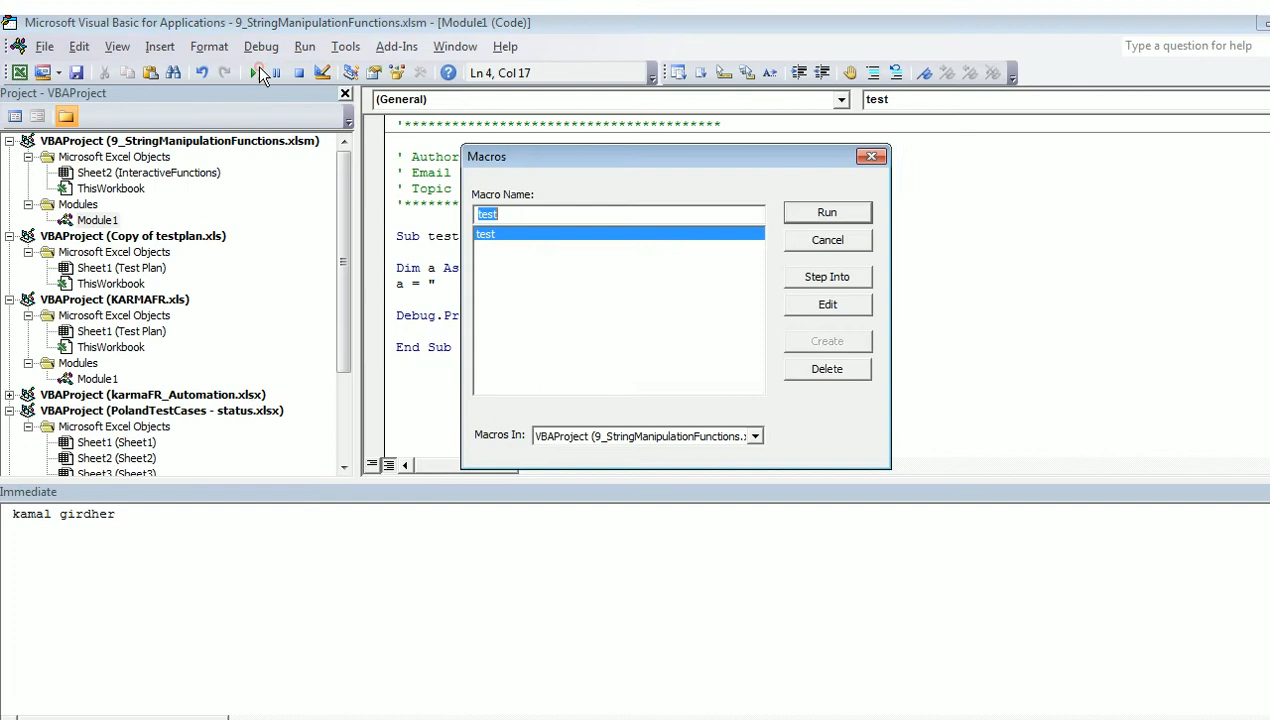 Microsoft Visual Basic for Applications - 9_StringManipulationFunctions.xlsm - [Module1 (Code)]
File Edit View Insert Format Debug Run Tools Add-Ins Window Help
Type a question for help
Ln 4, Col 17
Project - VBAProject
(General)
test
VBAProject (9_StringManipulationFunctions.xlsm)
Microsoft Excel Objects
Sheet2 (InteractiveFunctions)
ThisWorkbook
Modules
Module1
VBAProject (Copy of testplan.xls)
Microsoft Excel Objects
Sheet1 (Test Plan)
ThisWorkbook
VBAProject (KARMAFR.xls)
Microsoft Excel Objects
Sheet1 (Test Plan)
ThisWorkbook
Modules
Module1
VBAProject (karmaFR_Automation.xlsx)
VBAProject (PolandTestCases - status.xlsx)
Microsoft Excel Objects
Sheet1 (Sheet1)
Sheet2 (Sheet2)
Sheet3 (Sheet3)
'*****************************************
' Author
' Email
' Topic
'********
Sub test
Dim a As
a = "
Debug.Pr
End Sub
Macros
Macro Name:
test
test
Run
Cancel
Step Into
Edit
Create
Delete
Macros In:
VBAProject (9_StringManipulationFunctions.x
Immediate
kamal girdher